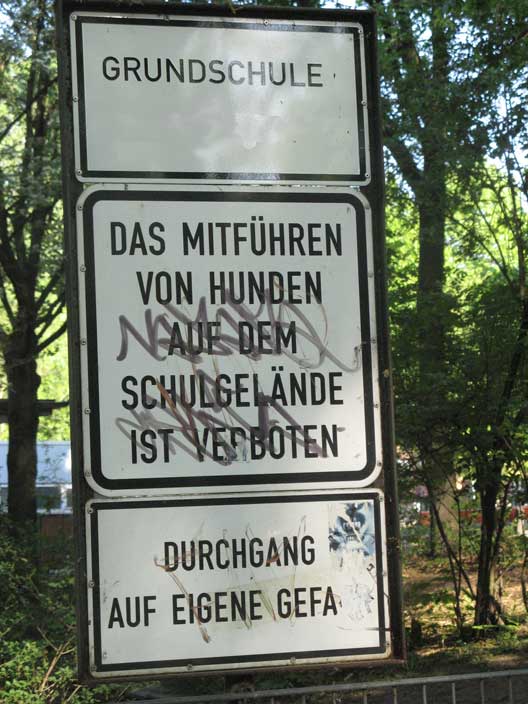 GRUNDSCHULE
DAS MITFÜHREN
VON HUNDEN
AUF DEM
SCHULGELÄNDE
IST VERBOTEN
DURCHGANG
AUF EIGENE GEFA